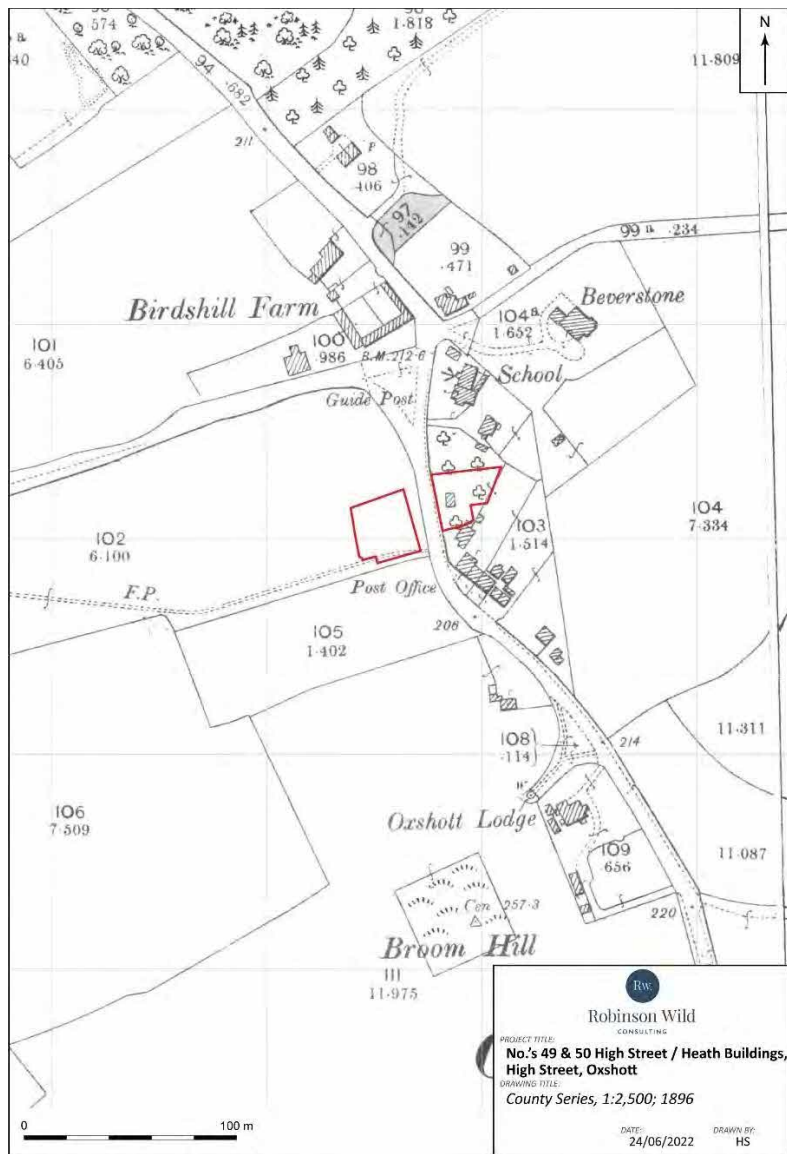 574
1·818
N
11·809
94
·682
211
P
98
·406
97
·142
99
·471
99a ·234
Birdshill Farm
104a
1·652
Beverstone
101
6·405
100
·986
B.M. 212·6
School
Guide Post
102
6·100
103
1·514
104
7·334
F.P.
Post Office
206
105
1·402
108
·114
214
11·311
W
106
7·509
Oxshott Lodge
109
·656
11·087
Cen 257·3
220
Broom Hill
111
11·975
Rw.
Robinson Wild
CONSULTING
PROJECT TITLE:
No.'s 49 & 50 High Street / Heath Buildings,
High Street, Oxshott
DRAWING TITLE:
County Series, 1:2,500; 1896
DATE:
24/06/2022
DRAWN BY:
HS
0
100 m